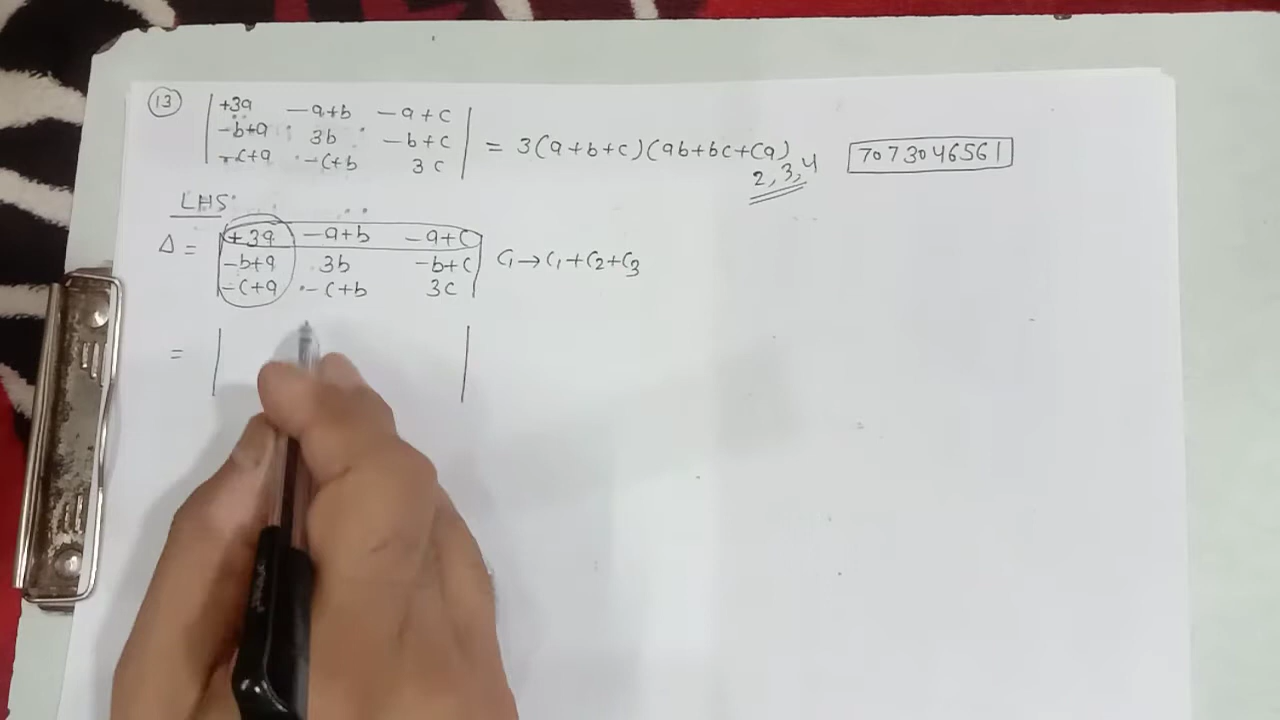 13
+3a -a+b -a+c
-b+a 3b -b+c = 3(a+b+c)(ab+bc+ca) 7073046561
-c+a -c+b 3c
2,3,4
LHS
Δ = +3a -a+b -a+c
-b+a 3b -b+c C₁→C₁+C₂+C₃
-c+a -c+b 3c
=